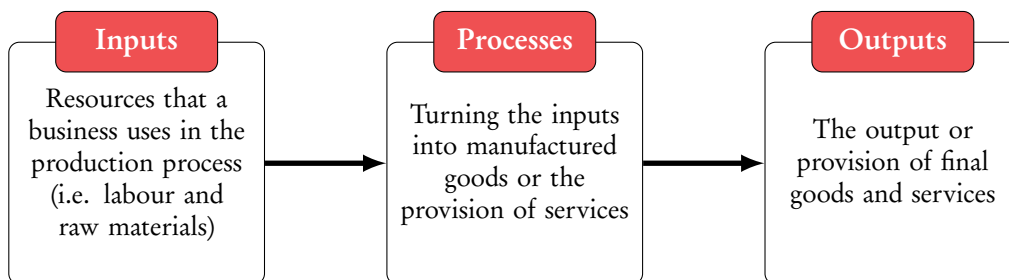 Inputs
Resources that a
business uses in the
production process
(i.e. labour and
raw materials)
Processes
Turning the inputs
into manufactured
goods or the
provision of services
Outputs
The output or
provision of final
goods and services